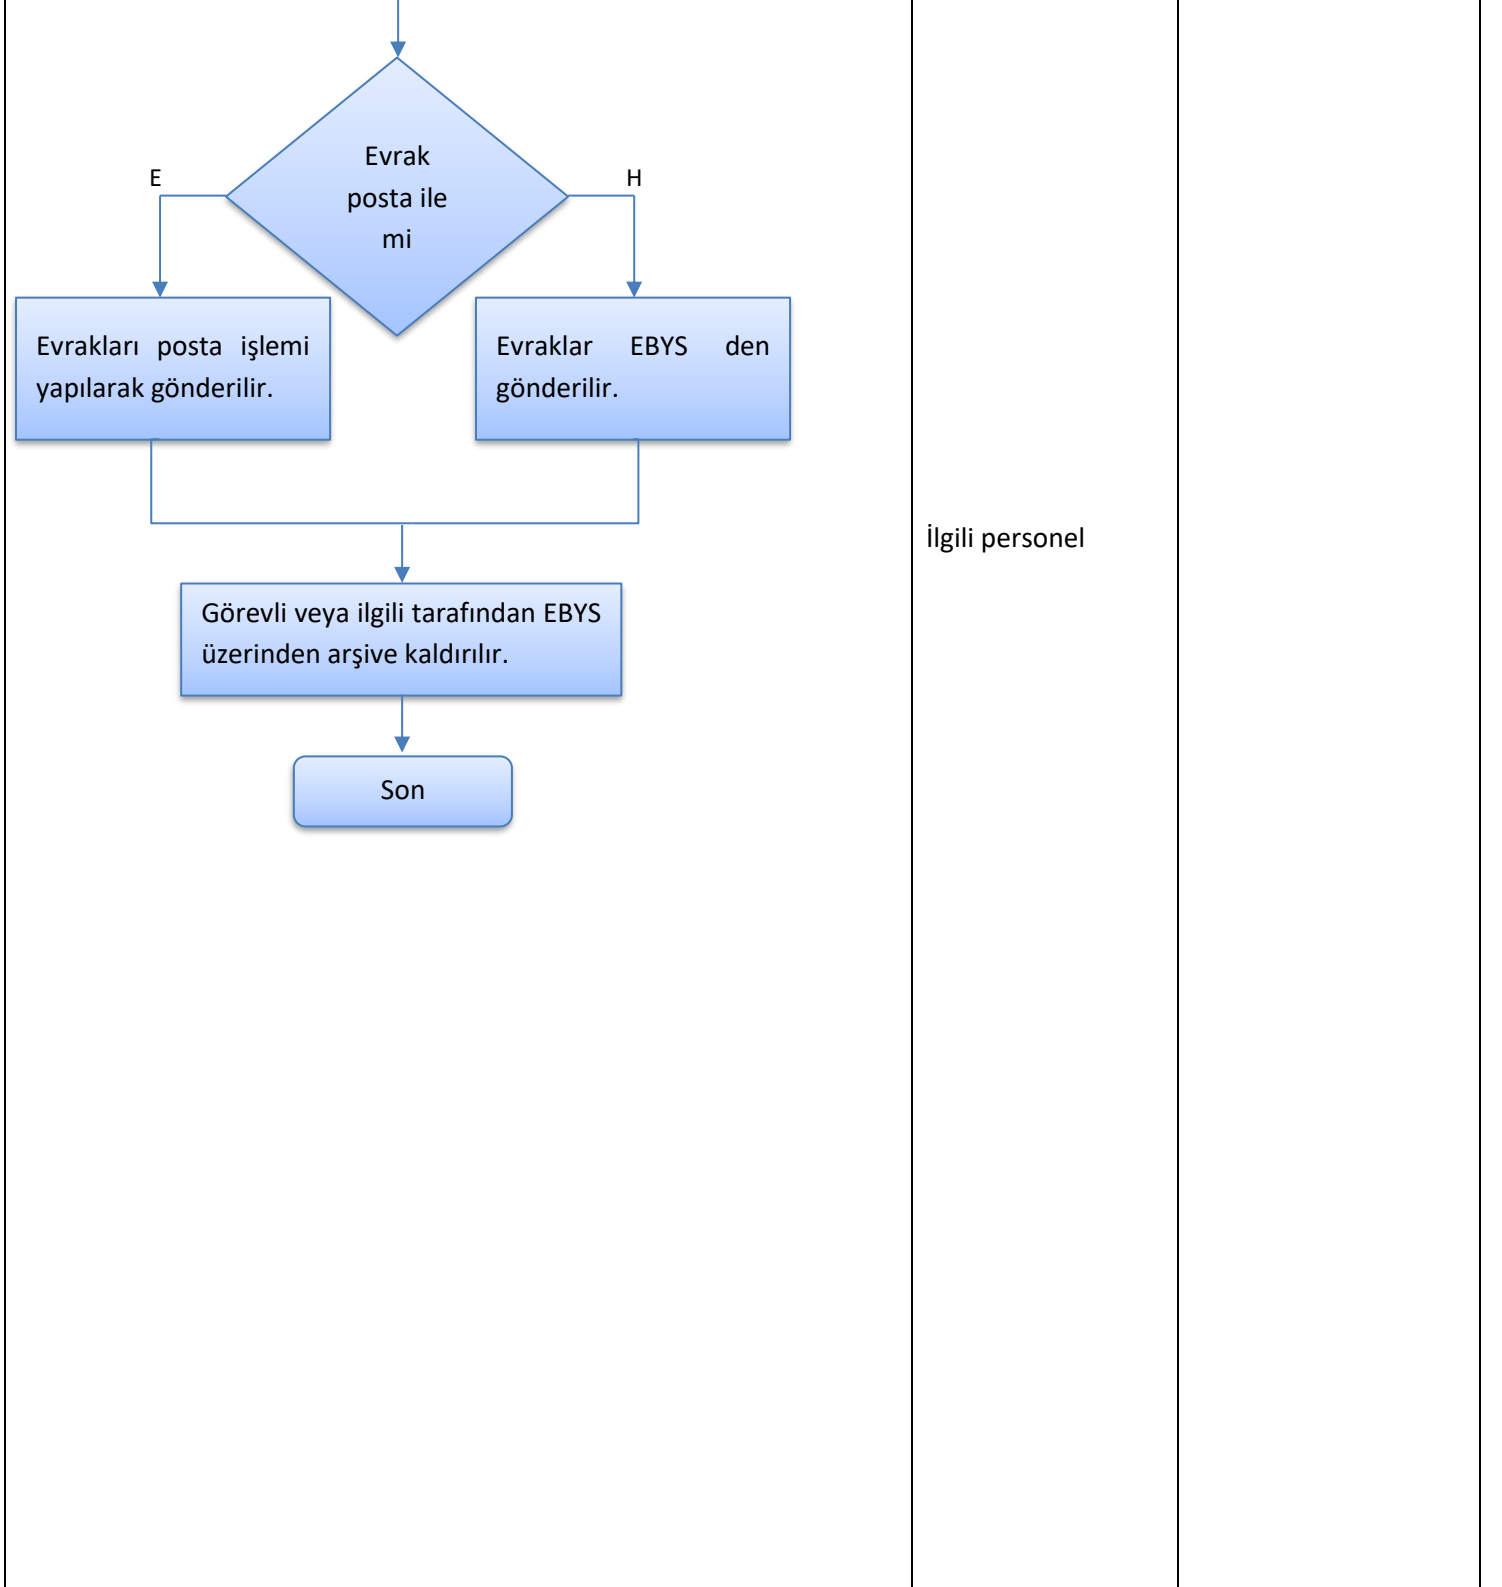 Evrak
posta ile
mi
E
H
Evrakları posta işlemi
yapılarak gönderilir.
Evraklar EBYS den
gönderilir.
İlgili personel
Görevli veya ilgili tarafından EBYS
üzerinden arşive kaldırılır.
Son